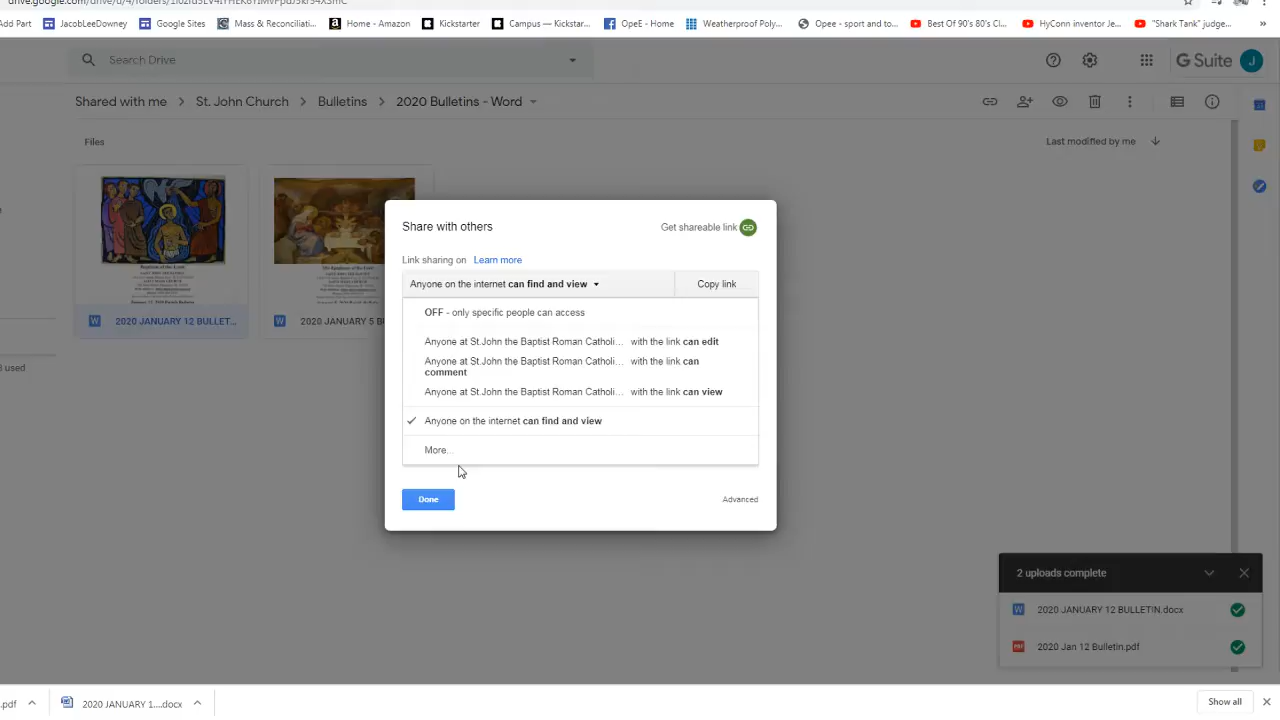 Add Part
JacobLeeDowney
Google Sites
Mass & Reconciliati...
Home - Amazon
Kickstarter
Campus — Kickstar...
OpeE - Home
Weatherproof Poly...
Opee - sport and to...
Best Of 90's 80's Cl...
HyConn inventor Je...
"Shark Tank" judge...
Search Drive
G Suite
J
Shared with me
St. John Church
Bulletins
2020 Bulletins - Word
Files
Last modified by me
Baptism of the Lord
2020 JANUARY 12 BULLET...
2020 JANUARY 5 B
Share with others
Get shareable link
Link sharing on Learn more
Anyone on the internet can find and view
Copy link
OFF - only specific people can access
Anyone at St.John the Baptist Roman Catholi... with the link can edit
Anyone at St.John the Baptist Roman Catholi... with the link can
comment
Anyone at St.John the Baptist Roman Catholi... with the link can view
Anyone on the internet can find and view
More...
Done
Advanced
used
2 uploads complete
2020 JANUARY 12 BULLETIN.docx
2020 Jan 12 Bulletin.pdf
.pdf
2020 JANUARY 1....docx
Show all